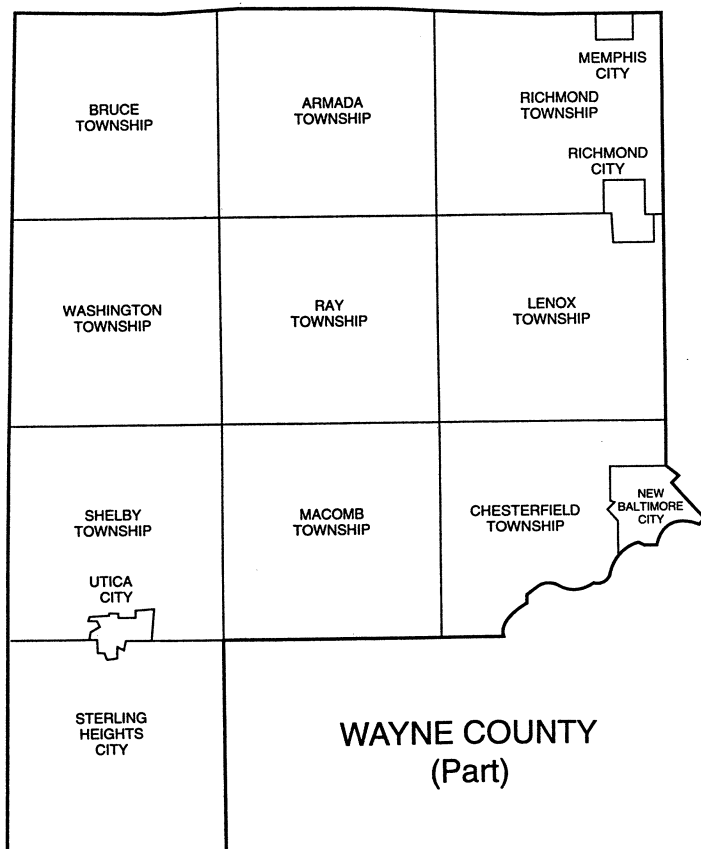 MEMPHIS
CITY
BRUCE
TOWNSHIP
ARMADA
TOWNSHIP
RICHMOND
TOWNSHIP
RICHMOND
CITY
WASHINGTON
TOWNSHIP
RAY
TOWNSHIP
LENOX
TOWNSHIP
SHELBY
TOWNSHIP
MACOMB
TOWNSHIP
CHESTERFIELD
TOWNSHIP
NEW
BALTIMORE
CITY
UTICA
CITY
STERLING
HEIGHTS
CITY
WAYNE COUNTY
(Part)